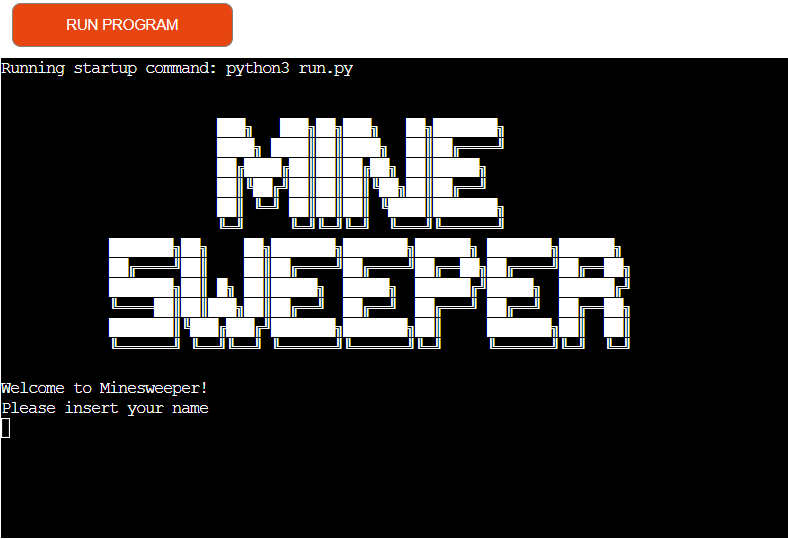 RUN PROGRAM
Running startup command: python3 run.py
MINE
SWEEPER
Welcome to Minesweeper!
Please insert your name